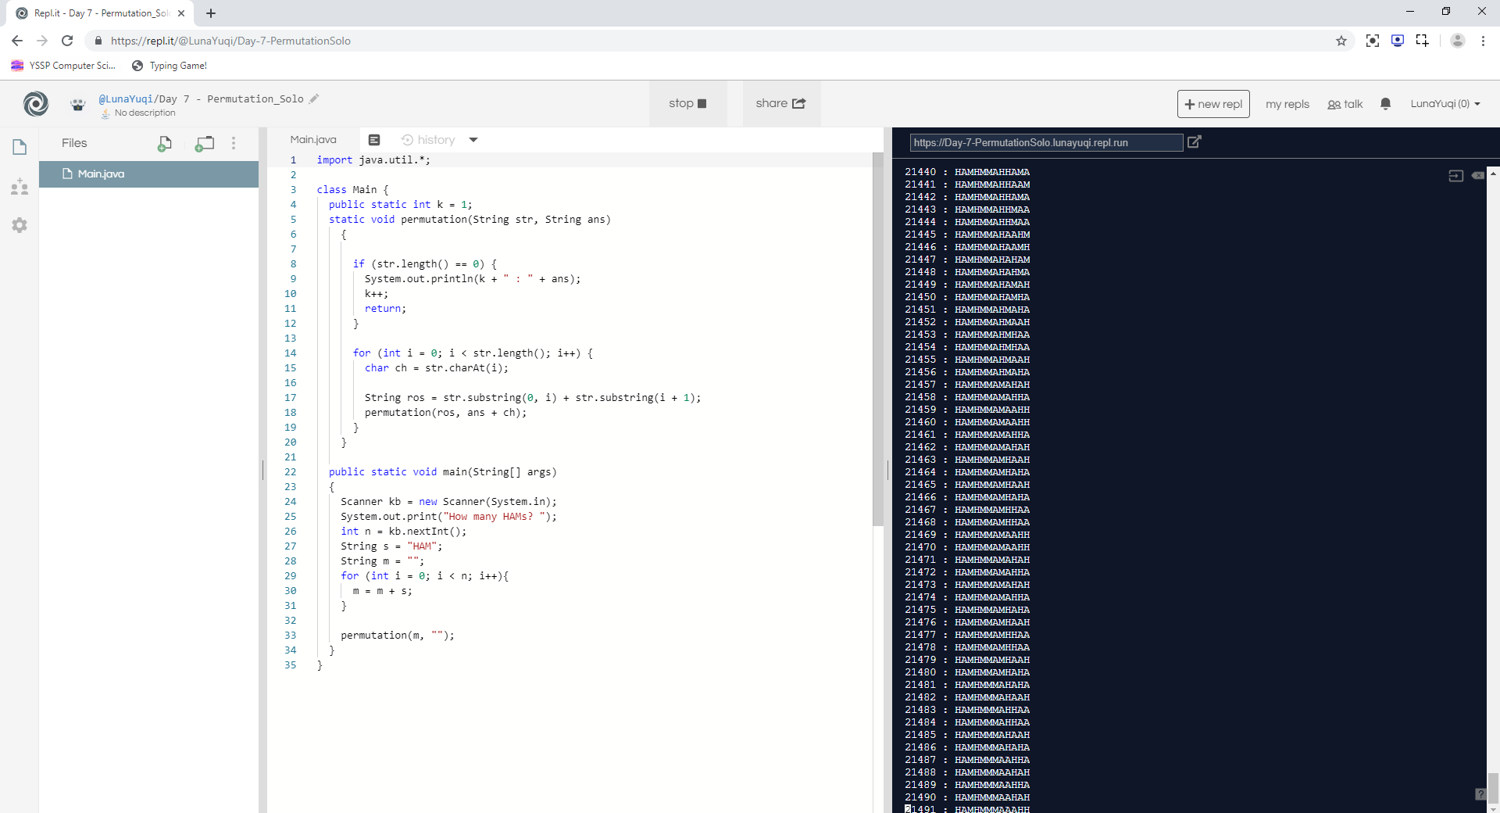 Repl.it - Day 7 - Permutation_Sol
https://repl.it/@LunaYuqi/Day-7-PermutationSolo
YSSP Computer Sci...
Typing Game!
@LunaYuqi/Day 7 - Permutation_Solo
No description
stop
share
+ new repl
my repls
talk
LunaYuqi (0)
Files
Main.java
Main.java
history
1 import java.util.*;
2
3 class Main {
4 public static int k = 1;
5 static void permutation(String str, String ans)
6 {
7
8 if (str.length() == 0) {
9 System.out.println(k + " : " + ans);
10 k++;
11 return;
12 }
13
14 for (int i = 0; i < str.length(); i++) {
15 char ch = str.charAt(i);
16
17 String ros = str.substring(0, i) + str.substring(i + 1);
18 permutation(ros, ans + ch);
19 }
20 }
21
22 public static void main(String[] args)
23 {
24 Scanner kb = new Scanner(System.in);
25 System.out.print("How many HAMs? ");
26 int n = kb.nextInt();
27 String s = "HAM";
28 String m = "";
29 for (int i = 0; i < n; i++){
30 m = m + s;
31 }
32
33 permutation(m, "");
34 }
35 }
https://Day-7-PermutationSolo.lunayuqi.repl.run
21440 : HAMHMMAHHAMA
21441 : HAMHMMAHHAAM
21442 : HAMHMMAHHAMA
21443 : HAMHMMAHHMAA
21444 : HAMHMMAHHMAA
21445 : HAMHMMAHAAHM
21446 : HAMHMMAHAAMH
21447 : HAMHMMAHAHAM
21448 : HAMHMMAHAHMA
21449 : HAMHMMAHAMAH
21450 : HAMHMMAHAMHA
21451 : HAMHMMAHMAHA
21452 : HAMHMMAHMAAH
21453 : HAMHMMAHMHAA
21454 : HAMHMMAHMHAA
21455 : HAMHMMAHMAAH
21456 : HAMHMMAHMAHA
21457 : HAMHMMAMAHAH
21458 : HAMHMMAMAHHA
21459 : HAMHMMAMAAHH
21460 : HAMHMMAMAAHH
21461 : HAMHMMAMAHHA
21462 : HAMHMMAMAHAH
21463 : HAMHMMAMHAAH
21464 : HAMHMMAMHAHA
21465 : HAMHMMAMHAAH
21466 : HAMHMMAMHAHA
21467 : HAMHMMAMHHAA
21468 : HAMHMMAMHHAA
21469 : HAMHMMAMAAHH
21470 : HAMHMMAMAAHH
21471 : HAMHMMAMAHAH
21472 : HAMHMMAMAHHA
21473 : HAMHMMAMAHAH
21474 : HAMHMMAMAHHA
21475 : HAMHMMAMHAHA
21476 : HAMHMMAMHAAH
21477 : HAMHMMAMHHAA
21478 : HAMHMMAMHHAA
21479 : HAMHMMAMHAAH
21480 : HAMHMMAMHAHA
21481 : HAMHMMMAHAHA
21482 : HAMHMMMAHAAH
21483 : HAMHMMMAHHAA
21484 : HAMHMMMAHHAA
21485 : HAMHMMMAHAAH
21486 : HAMHMMMAHAHA
21487 : HAMHMMMAAHHA
21488 : HAMHMMMAAHAH
21489 : HAMHMMMAAHHA
21490 : HAMHMMMAAHAH
21491 : HAMHMMMAAAHH